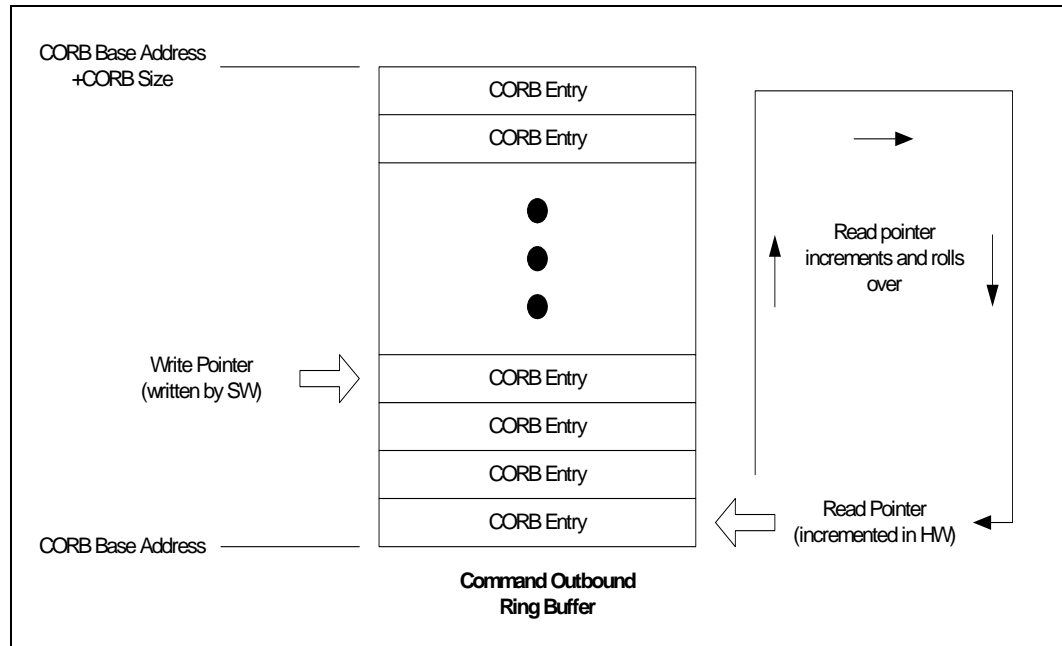 CORB Base Address
+CORB Size
CORB Entry
CORB Entry
Read pointer
increments and rolls
over
Write Pointer
(written by SW)
CORB Entry
CORB Entry
CORB Entry
CORB Entry
Read Pointer
(incremented in HW)
CORB Base Address
Command Outbound
Ring Buffer